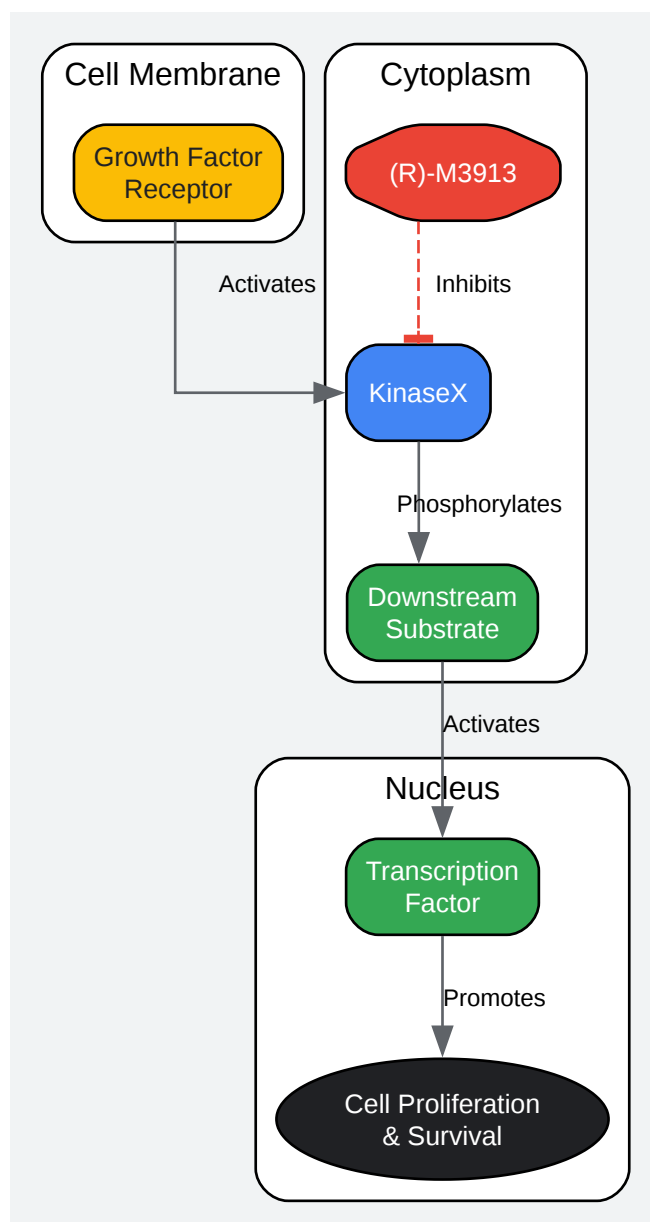 Cell Membrane
Growth Factor
Receptor
Cytoplasm
(R)-M3913
Activates
Inhibits
KinaseX
Phosphorylates
Downstream
Substrate
Activates
Nucleus
Transcription
Factor
Promotes
Cell Proliferation
& Survival